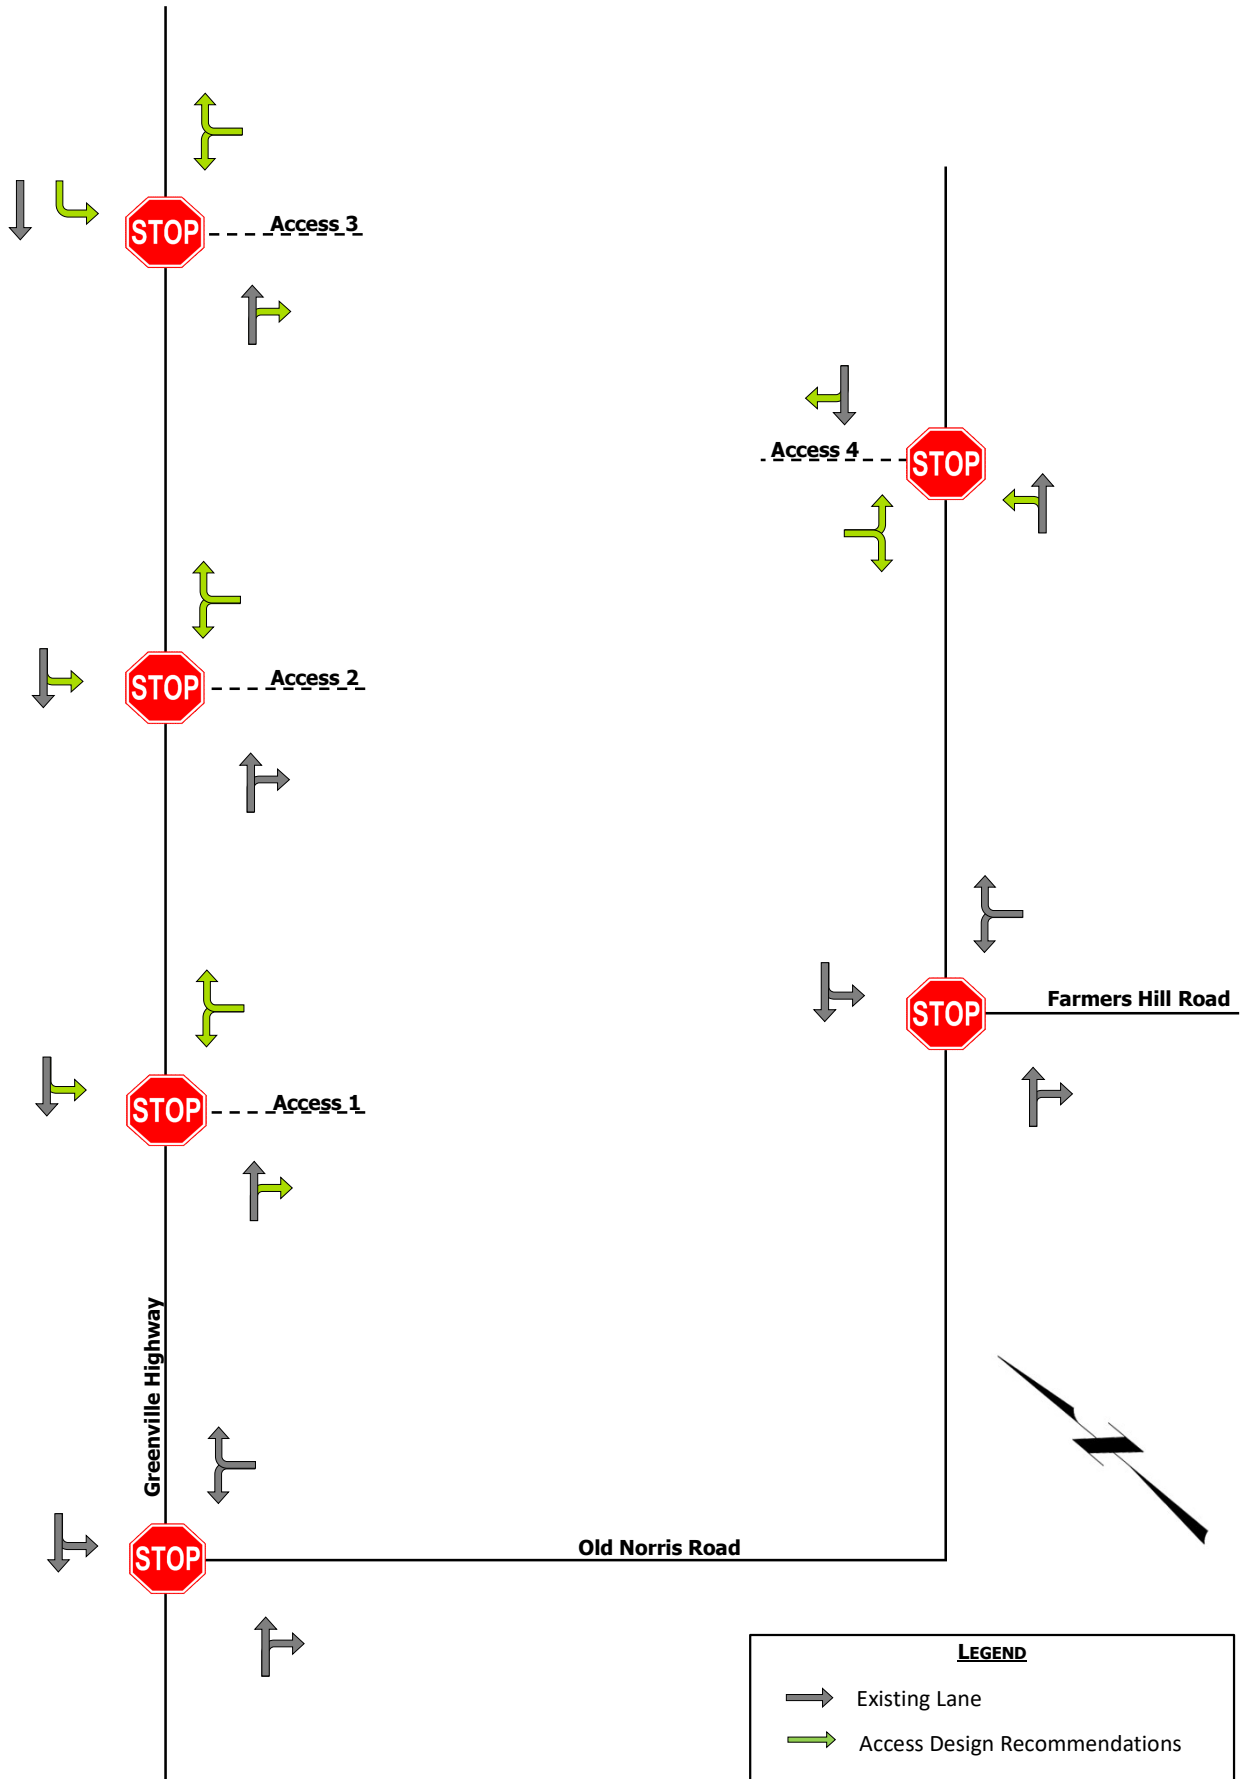 STOP
Access 3
Access 4
STOP
STOP
Access 2
STOP
Farmers Hill Road
STOP
Access 1
Greenville Highway
STOP
Old Norris Road
LEGEND
Existing Lane
Access Design Recommendations